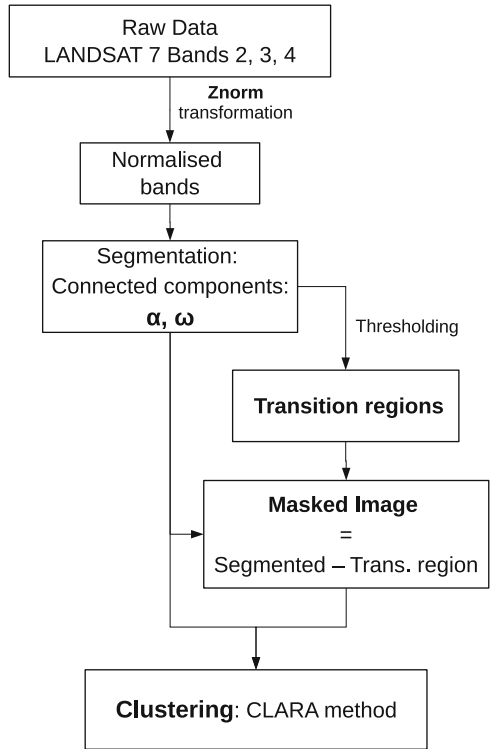 Raw Data
LANDSAT 7 Bands 2, 3, 4
Znorm
transformation
Normalised
bands
Segmentation:
Connected components:
α, ω
Thresholding
Transition regions
Masked Image
=
Segmented – Trans. region
Clustering: CLARA method